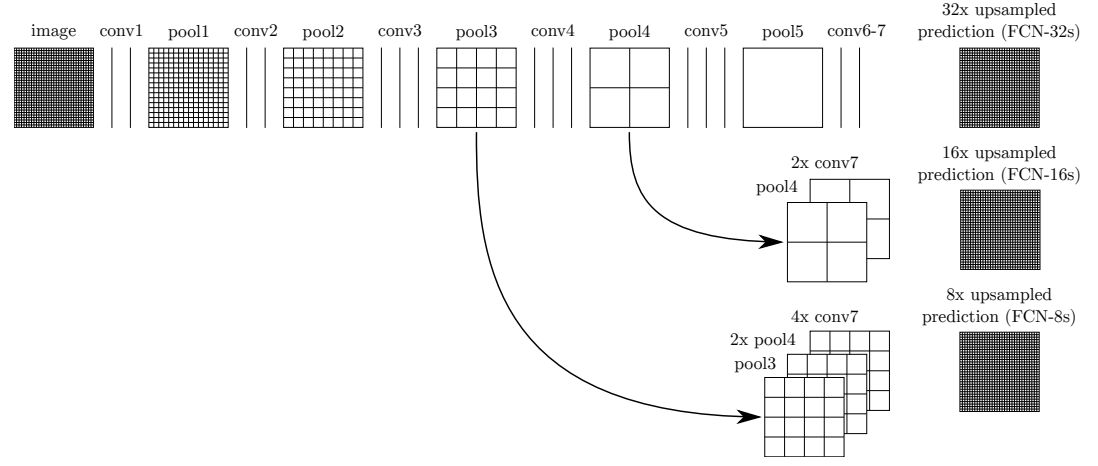 image
conv1
pool1
conv2
pool2
conv3
pool3
conv4
pool4
conv5
pool5
conv6-7
32x upsampled
prediction (FCN-32s)
16x upsampled
prediction (FCN-16s)
2x conv7
pool4
8x upsampled
prediction (FCN-8s)
4x conv7
2x pool4
pool3